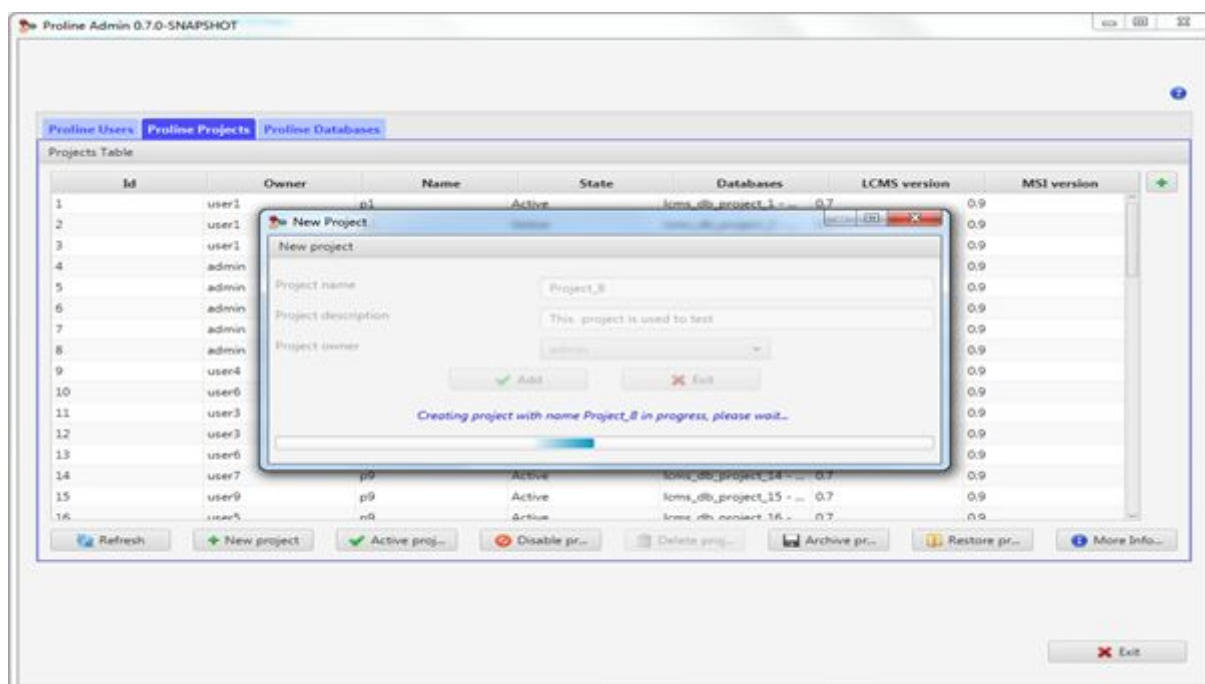 Proline Admin 0.7.0-SNAPSHOT
Proline Users Proline Projects Proline Databases
Projects Table
Id Owner Name State Databases LCMS version MSI version
1 user1 p1 Active lcms_db_project_1 - ... 0.7 0.9
2 user1 0.9
3 user1 0.9
4 admin 0.9
5 admin 0.9
6 admin 0.9
7 admin 0.9
8 admin 0.9
9 user4 0.9
10 user6 0.9
11 user3 0.9
12 user3 0.9
13 user6 0.9
14 user7 p9 Active lcms_db_project_14 - ... 0.7 0.9
15 user9 p9 Active lcms_db_project_15 - ... 0.7 0.9
16 user5 p9 Active lcms_db_project_16 - 0.7 0.9
New Project
New project
Project name Project_8
Project description This project is used to test
Project owner admin
Add Exit
Creating project with name Project_8 in progress, please wait...
Refresh New project Active proj... Disable pr... Delete proj... Archive pr... Restore pr... More Info...
Exit